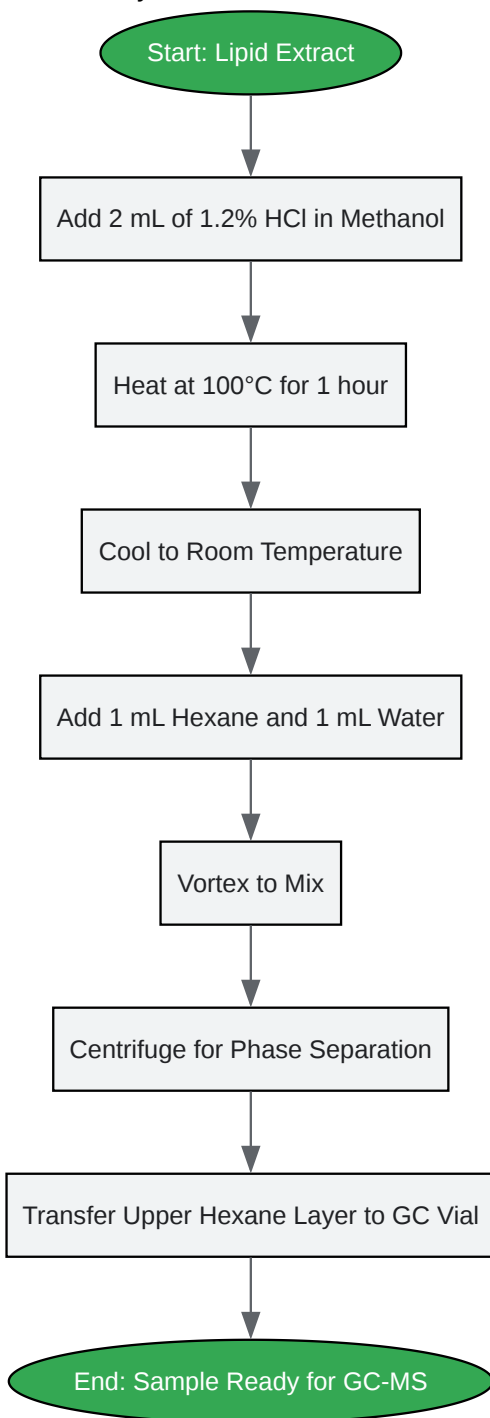 Start: Lipid Extract
Add 2 mL of 1.2% HCl in Methanol
Heat at 100°C for 1 hour
Cool to Room Temperature
Add 1 mL Hexane and 1 mL Water
Vortex to Mix
Centrifuge for Phase Separation
Transfer Upper Hexane Layer to GC Vial
End: Sample Ready for GC-MS